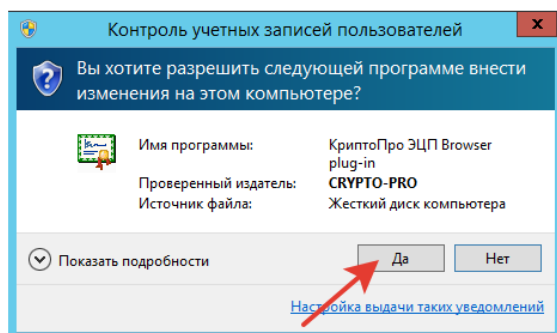 Контроль учетных записей пользователей
x
Вы хотите разрешить следующей программе внести
изменения на этом компьютере?
Имя программы: КриптоПро ЭЦП Browser
plug-in
Проверенный издатель: CRYPTO-PRO
Источник файла: Жесткий диск компьютера
Показать подробности Да Нет
Настройка выдачи таких уведомлений